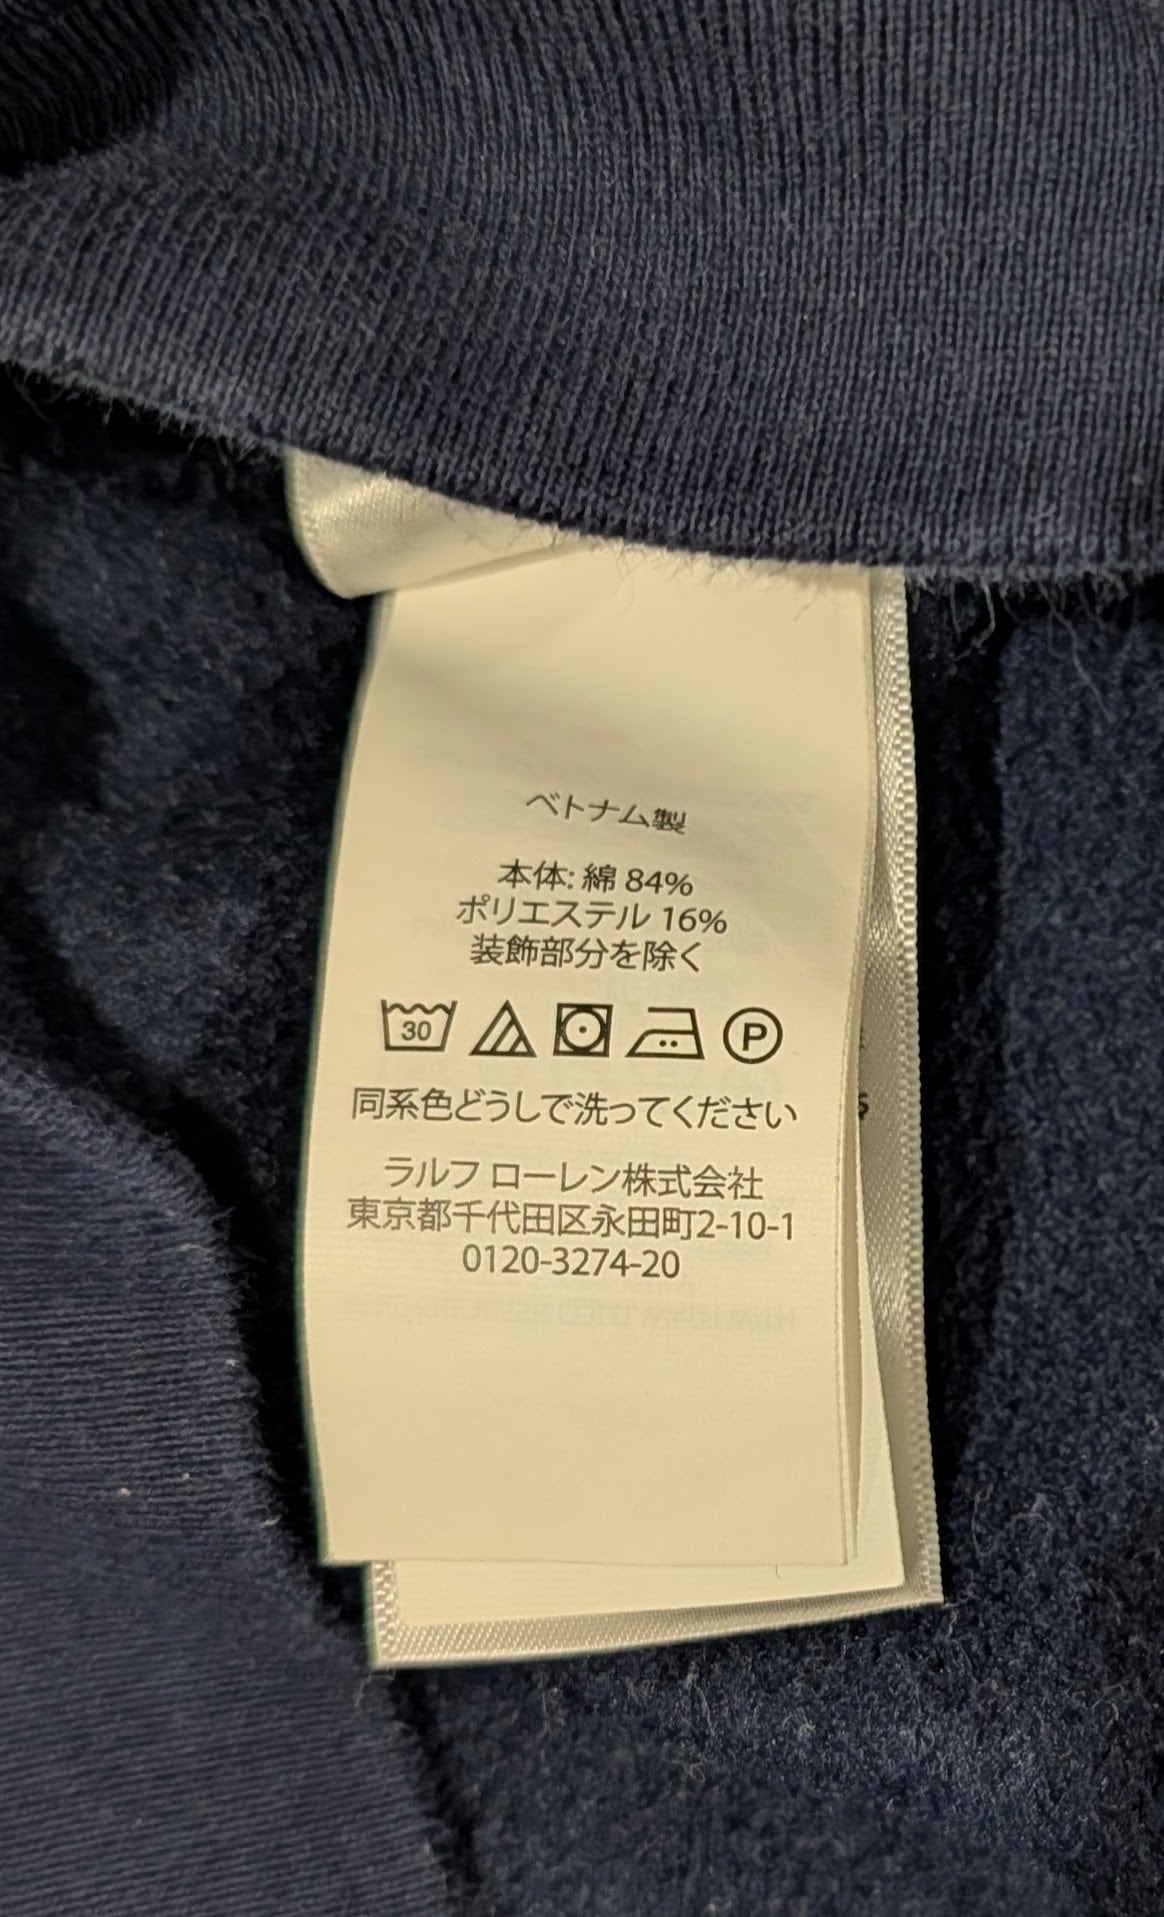 ベトナム製
本体: 綿 84%
ポリエステル 16%
装飾部分を除く
30 P
同系色どうしで洗ってください
ラルフ ローレン株式会社
東京都千代田区永田町2-10-1
0120-3274-20